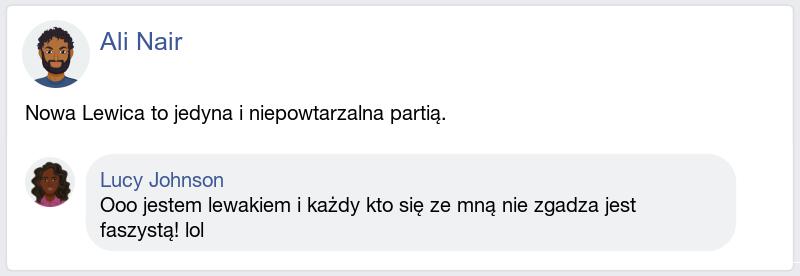 Ali Nair
Nowa Lewica to jedyna i niepowtarzalna partią.
Lucy Johnson
Ooo jestem lewakiem i każdy kto się ze mną nie zgadza jest
faszystą! lol